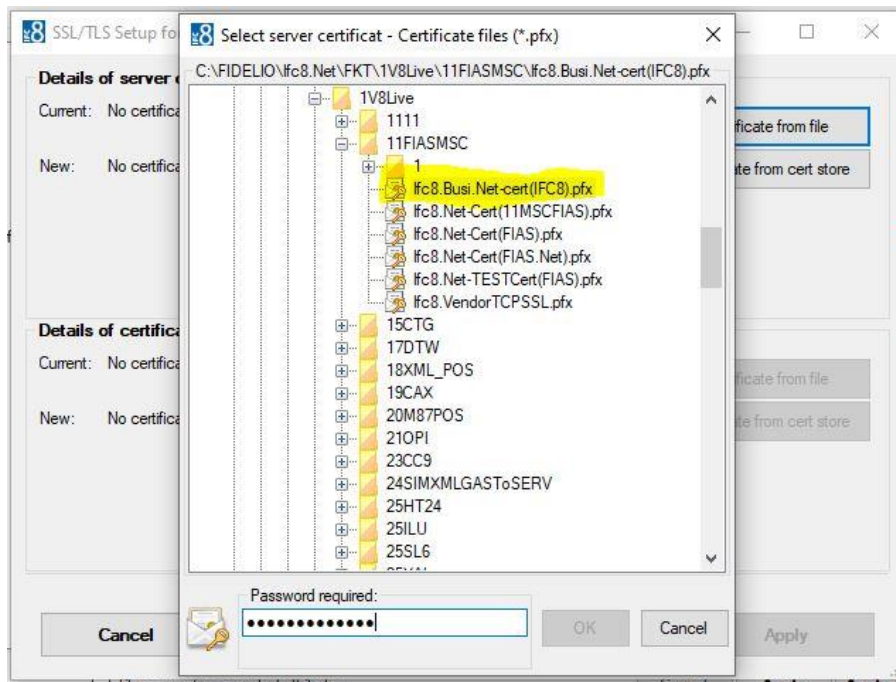 SSL/TLS Setup fo
Select server certificat - Certificate files (*.pfx)
C:\FIDELIO\Ifc8.Net\FKT\1V8Live\11FIASMSC\Ifc8.Busi.Net-cert(IFC8).pfx
Details of server
Current: No certifica
New: No certifica
ificate from file
te from cert store
1V8Live
1111
11FIASMSC
1
Ifc8.Busi.Net-cert(IFC8).pfx
Ifc8.Net-Cert(11MSCFIAS).pfx
Ifc8.Net-Cert(FIAS).pfx
Ifc8.Net-Cert(FIAS.Net).pfx
Ifc8.Net-TESTCert(FIAS).pfx
Ifc8.VendorTCPSSL.pfx
15CTG
17DTW
18XML_POS
19CAX
20M87POS
21OPI
23CC9
24SIMXMLGASToSERV
25HT24
25ILU
25SL6
Details of certifica
Current: No certifica
New: No certifica
ificate from file
te from cert store
Password required:
OK
Cancel
Cancel
Apply